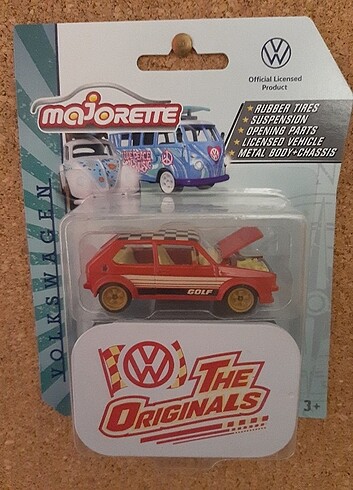 Official Licensed
Product
majorette
RUBBER TIRES
SUSPENSION
OPENING PARTS
LICENSED VEHICLE
METAL BODY+CHASSIS
VOLKSWAGEN
GOLF
THE
ORIGINALS
3+